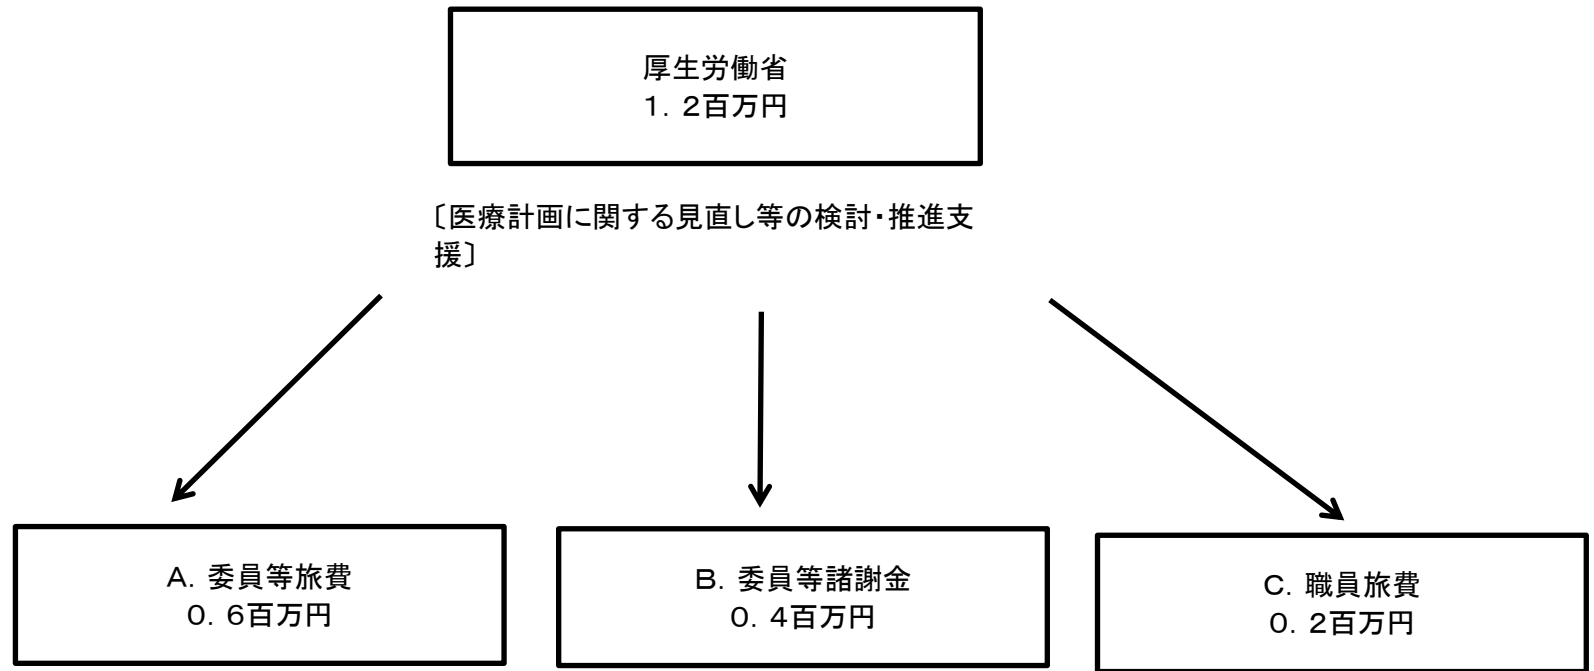 厚生労働省
1．2百万円
〔医療計画に関する見直し等の検討・推進支
援〕
A．委員等旅費
0．6百万円
B．委員等諸謝金
0．4百万円
C．職員旅費
0．2百万円